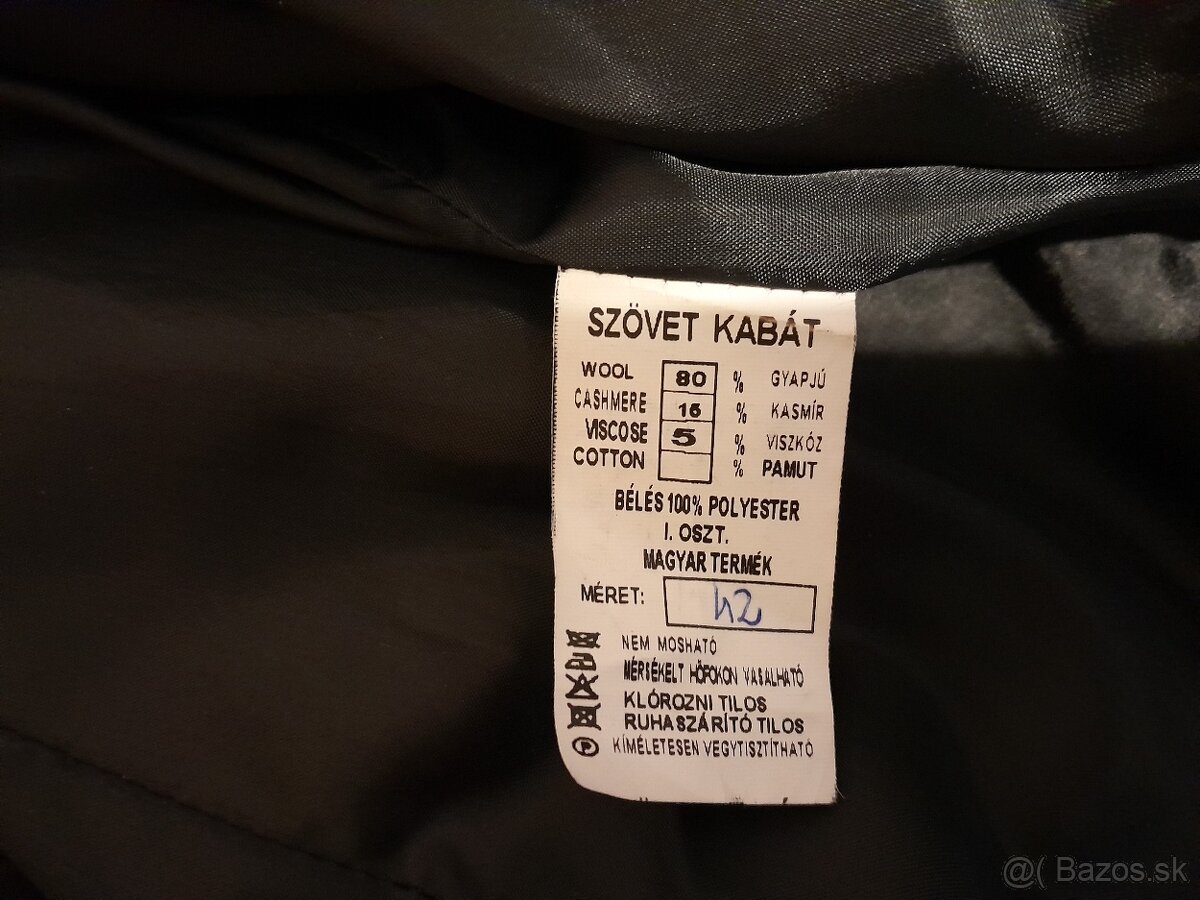 SZÖVET KABÁT
WOOL 80 % GYAPJÚ
CASHMERE 15 % KASMÍR
VISCOSE 5 % VISZKÓZ
COTTON % PAMUT
BÉLÉS 100% POLYESTER
I. OSZT.
MAGYAR TERMÉK
MÉRET: 42
NEM MOSHATÓ
MÉRSÉKELT HŐFOKON VASALHATÓ
KLÓROZNI TILOS
RUHASZÁRÍTÓ TILOS
P KÍMÉLETESEN VEGYTISZTÍTHATÓ
@( Bazos.sk